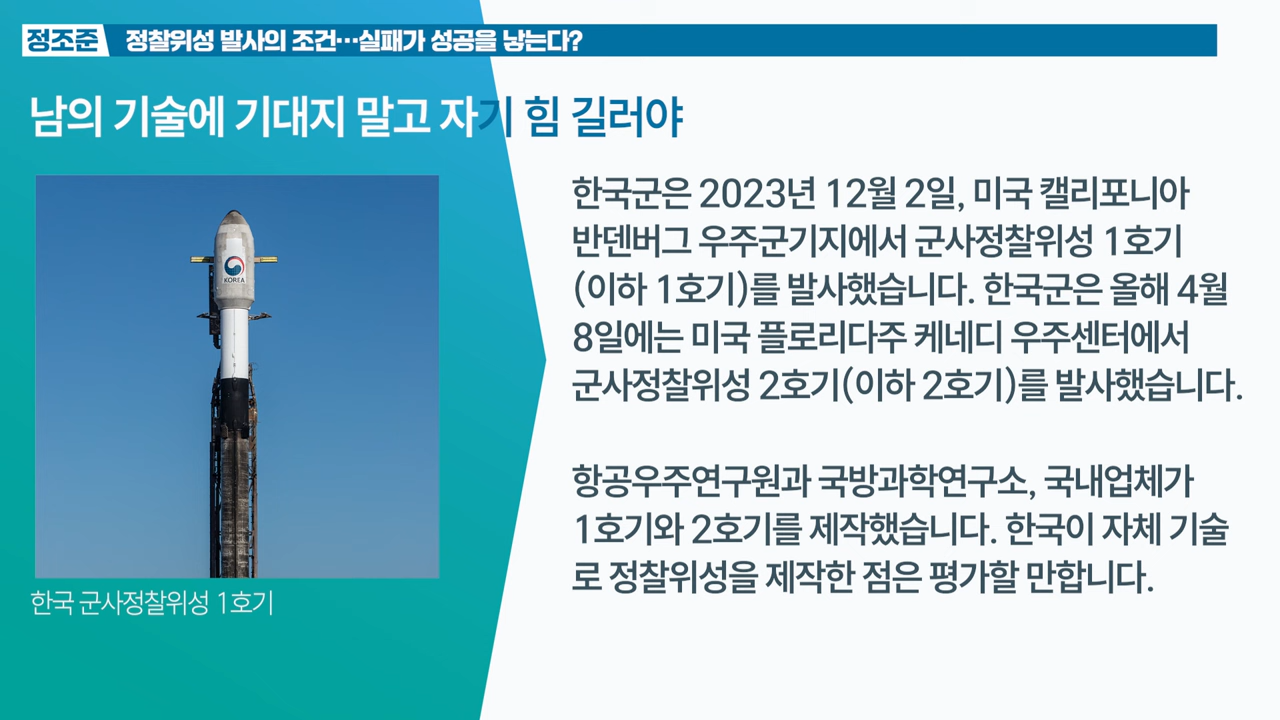 정조준 정찰위성 발사의 조건…실패가 성공을 낳는다?
남의 기술에 기대지 말고 자기 힘 길러야
KOREA
한국 군사정찰위성 1호기
한국군은 2023년 12월 2일, 미국 캘리포니아
반덴버그 우주군기지에서 군사정찰위성 1호기
(이하 1호기)를 발사했습니다. 한국군은 올해 4월
8일에는 미국 플로리다주 케네디 우주센터에서
군사정찰위성 2호기(이하 2호기)를 발사했습니다.
항공우주연구원과 국방과학연구소, 국내업체가
1호기와 2호기를 제작했습니다. 한국이 자체 기술
로 정찰위성을 제작한 점은 평가할 만합니다.